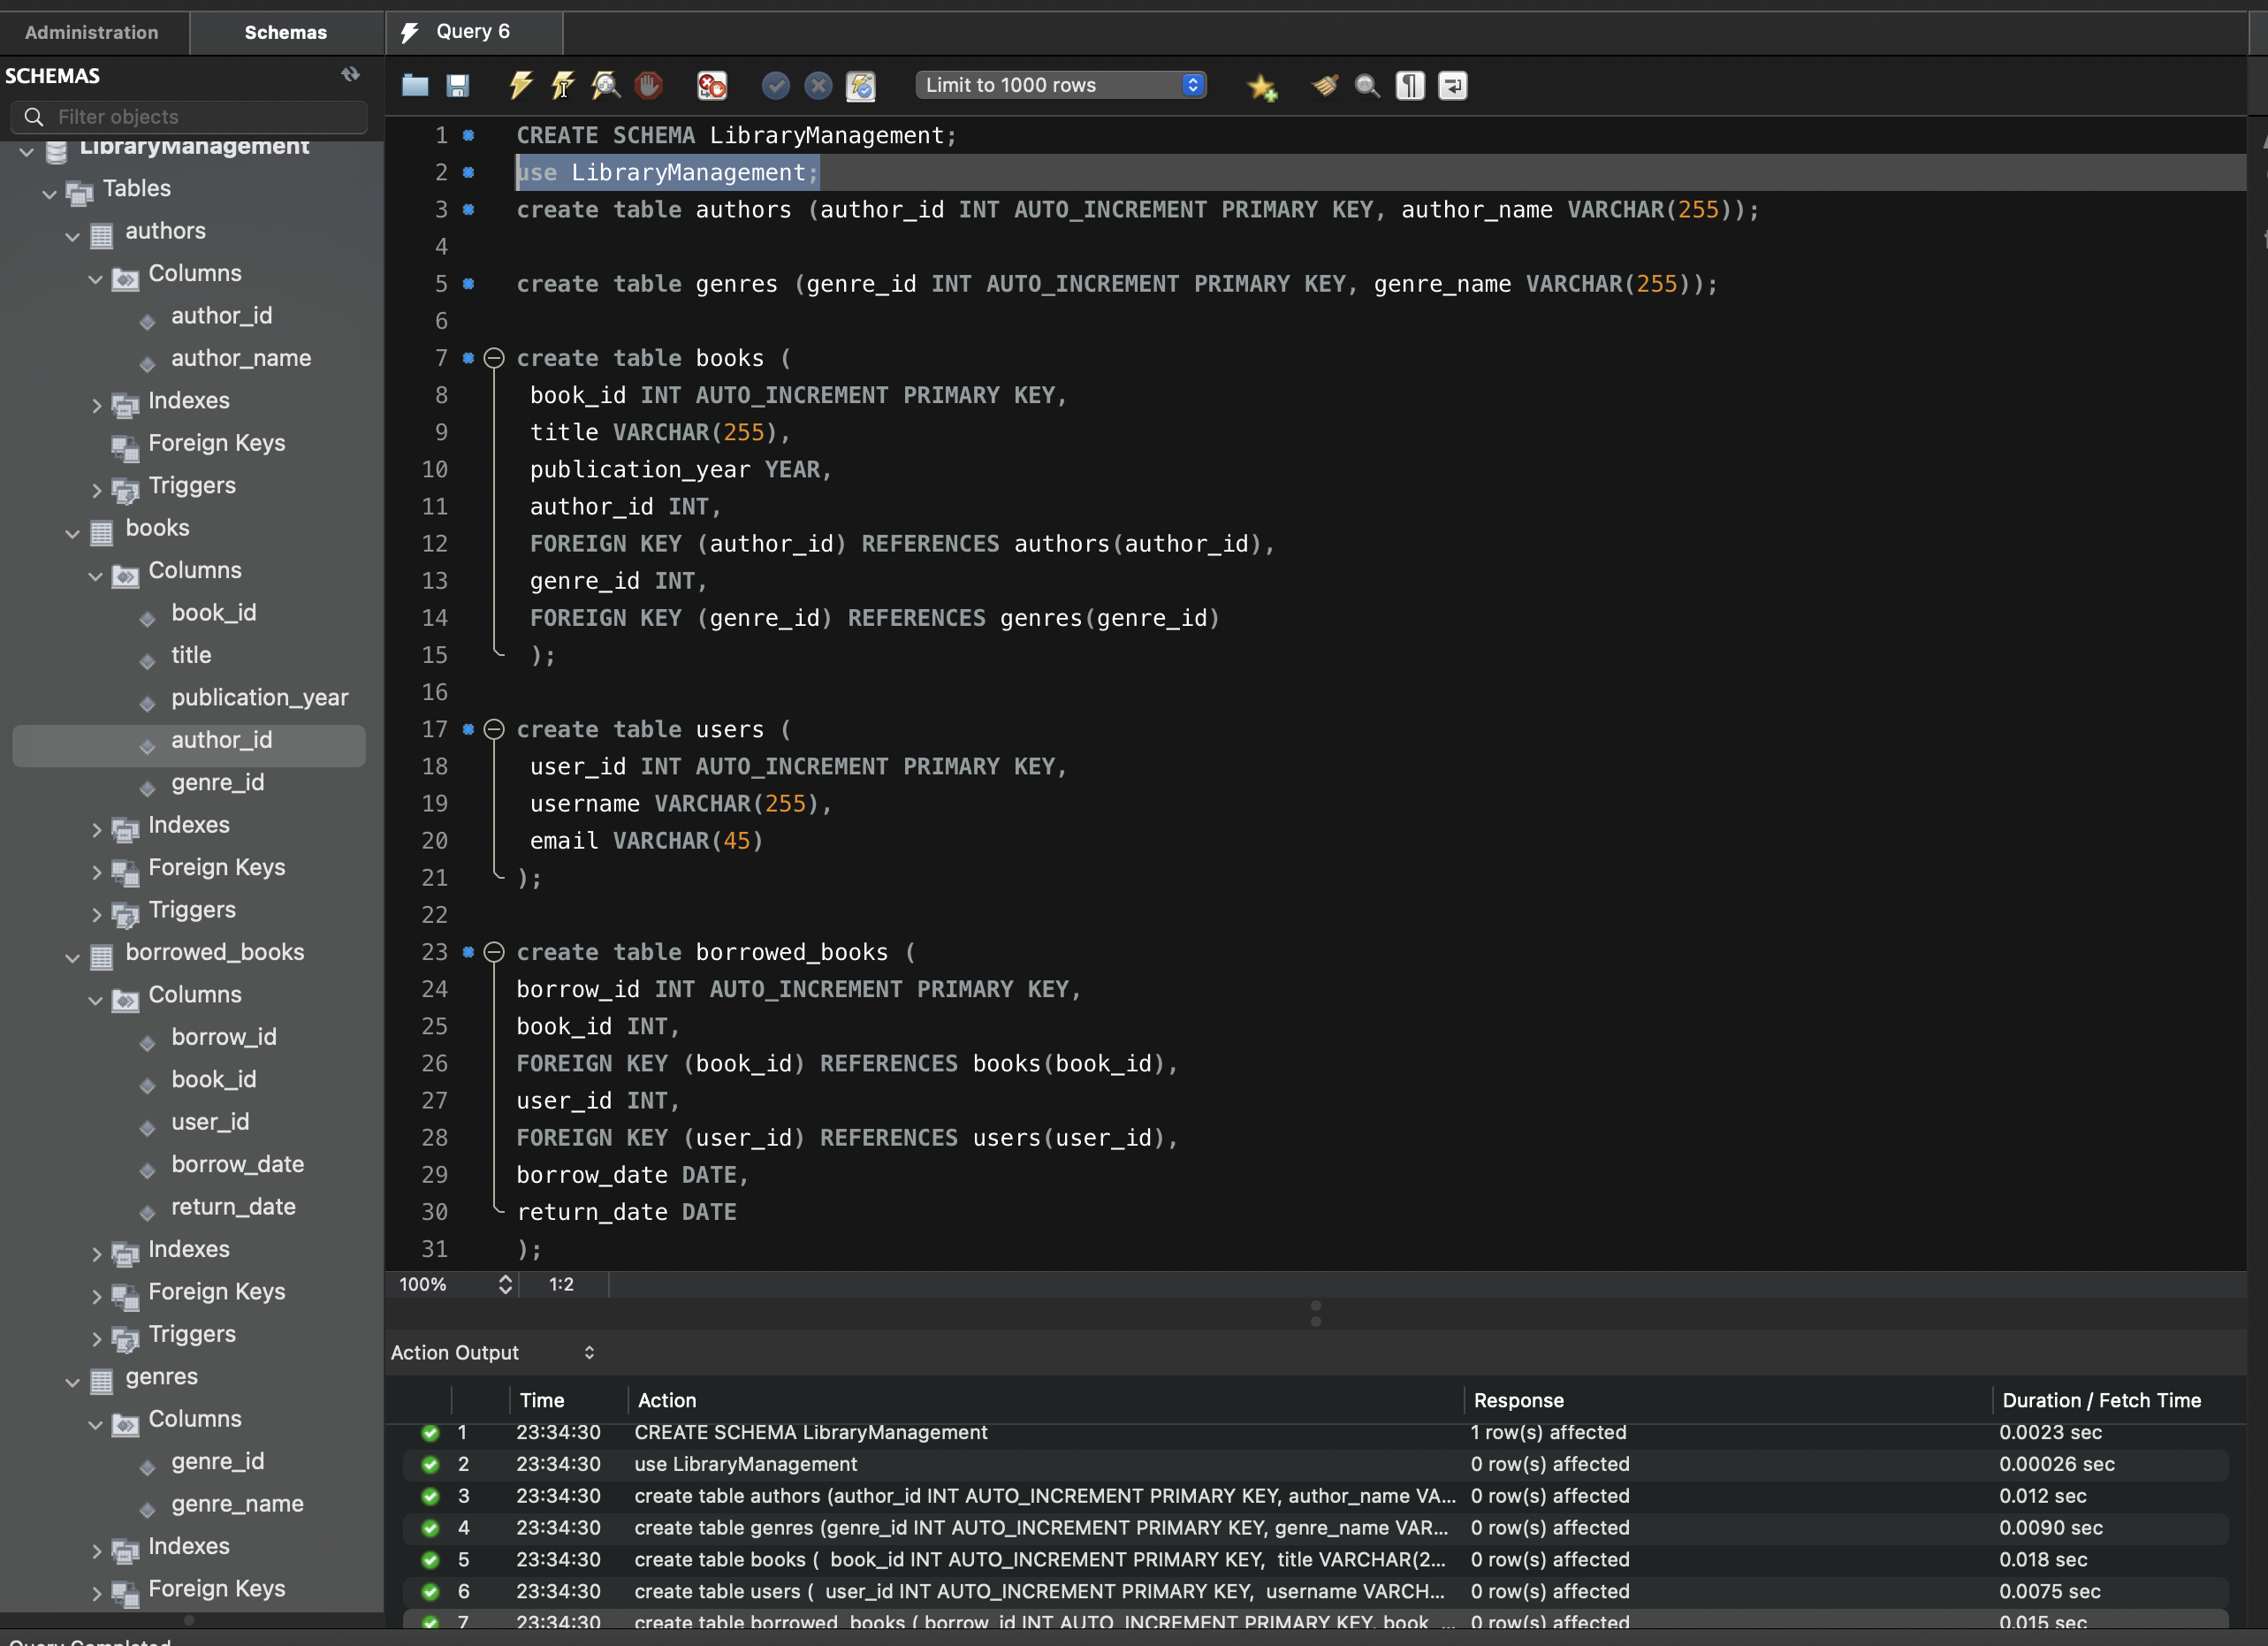 Administration
Schemas
Query 6
SCHEMAS
Filter objects
Limit to 1000 rows
LibraryManagement
Tables
authors
Columns
author_id
author_name
Indexes
Foreign Keys
Triggers
books
Columns
book_id
title
publication_year
author_id
genre_id
Indexes
Foreign Keys
Triggers
borrowed_books
Columns
borrow_id
book_id
user_id
borrow_date
return_date
Indexes
Foreign Keys
Triggers
genres
Columns
genre_id
genre_name
Indexes
Foreign Keys
1 CREATE SCHEMA LibraryManagement;
2 use LibraryManagement;
3 create table authors (author_id INT AUTO_INCREMENT PRIMARY KEY, author_name VARCHAR(255));
4
5 create table genres (genre_id INT AUTO_INCREMENT PRIMARY KEY, genre_name VARCHAR(255));
6
7 create table books (
8 book_id INT AUTO_INCREMENT PRIMARY KEY,
9 title VARCHAR(255),
10 publication_year YEAR,
11 author_id INT,
12 FOREIGN KEY (author_id) REFERENCES authors(author_id),
13 genre_id INT,
14 FOREIGN KEY (genre_id) REFERENCES genres(genre_id)
15 );
16
17 create table users (
18 user_id INT AUTO_INCREMENT PRIMARY KEY,
19 username VARCHAR(255),
20 email VARCHAR(45)
21 );
22
23 create table borrowed_books (
24 borrow_id INT AUTO_INCREMENT PRIMARY KEY,
25 book_id INT,
26 FOREIGN KEY (book_id) REFERENCES books(book_id),
27 user_id INT,
28 FOREIGN KEY (user_id) REFERENCES users(user_id),
29 borrow_date DATE,
30 return_date DATE
31 );
100% 1:2
Action Output
Time Action Response Duration / Fetch Time
1 23:34:30 CREATE SCHEMA LibraryManagement 1 row(s) affected 0.0023 sec
2 23:34:30 use LibraryManagement 0 row(s) affected 0.00026 sec
3 23:34:30 create table authors (author_id INT AUTO_INCREMENT PRIMARY KEY, author_name VA... 0 row(s) affected 0.012 sec
4 23:34:30 create table genres (genre_id INT AUTO_INCREMENT PRIMARY KEY, genre_name VAR... 0 row(s) affected 0.0090 sec
5 23:34:30 create table books ( book_id INT AUTO_INCREMENT PRIMARY KEY, title VARCHAR(2... 0 row(s) affected 0.018 sec
6 23:34:30 create table users ( user_id INT AUTO_INCREMENT PRIMARY KEY, username VARCH... 0 row(s) affected 0.0075 sec
7 23:34:30 create table borrowed_books ( borrow_id INT AUTO_INCREMENT PRIMARY KEY, book_... 0 row(s) affected 0.015 sec
Query Completed